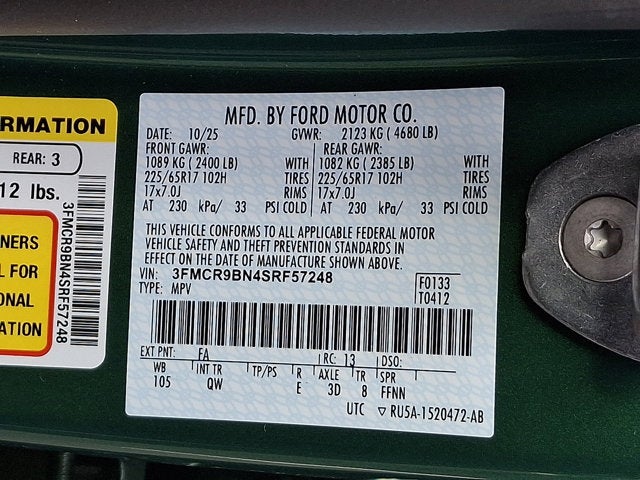 RMATION
REAR: 3
12 lbs.
NERS
L FOR
ONAL
ATION
3FMCR9BN4SRF57248
MFD. BY FORD MOTOR CO.
DATE: 10/25 GVWR: 2123 KG ( 4680 LB)
FRONT GAWR: REAR GAWR:
1089 KG ( 2400 LB) WITH 1082 KG ( 2385 LB) WITH
225/65R17 102H TIRES 225/65R17 102H TIRES
17x7.0J RIMS 17x7.0J RIMS
AT 230 kPa/ 33 PSI COLD AT 230 kPa/ 33 PSI COLD
THIS VEHICLE CONFORMS TO ALL APPLICABLE FEDERAL MOTOR
VEHICLE SAFETY AND THEFT PREVENTION STANDARDS IN
EFFECT ON THE DATE OF MANUFACTURE SHOWN ABOVE.
VIN: 3FMCR9BN4SRF57248 F0133
TYPE: MPV T0412
EXT PNT: FA RC: 13 DSO:
WB INT TR TP/PS R AXLE TR SPR
105 QW E 3D 8 FFNN
UTC ▽ RU5A-1520472-AB